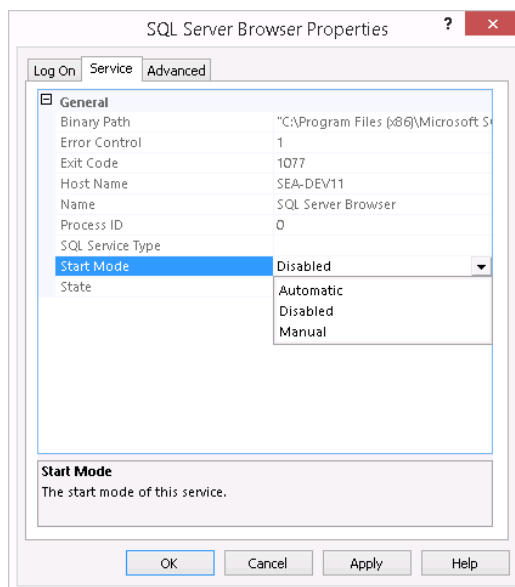 SQL Server Browser Properties
?
Log On Service Advanced
General
Binary Path "C:\Program Files (x86)\Microsoft S
Error Control 1
Exit Code 1077
Host Name SEA-DEV11
Name SQL Server Browser
Process ID 0
SQL Service Type
Start Mode Disabled
State
Automatic
Disabled
Manual
Start Mode
The start mode of this service.
OK Cancel Apply Help